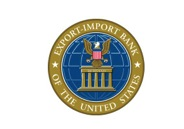 EXPORT-IMPORT BANK
OF THE UNITED STATES